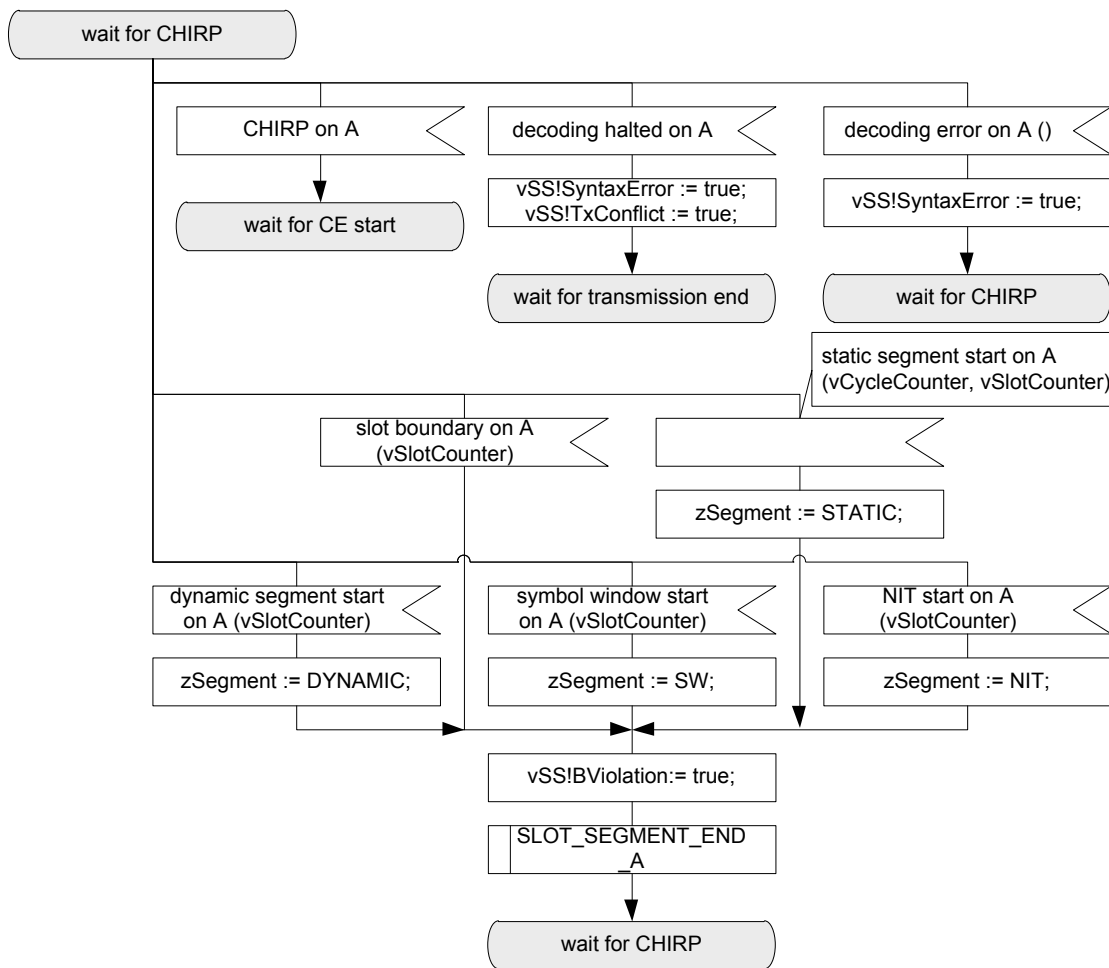 wait for CHIRP
CHIRP on A
decoding halted on A
decoding error on A ()
vSS!SyntaxError := true;
vSS!TxConflict := true;
vSS!SyntaxError := true;
wait for CE start
wait for transmission end
wait for CHIRP
static segment start on A
(vCycleCounter, vSlotCounter)
slot boundary on A
(vSlotCounter)
zSegment := STATIC;
dynamic segment start
on A (vSlotCounter)
symbol window start
on A (vSlotCounter)
NIT start on A
(vSlotCounter)
zSegment := DYNAMIC;
zSegment := SW;
zSegment := NIT;
vSS!BViolation:= true;
SLOT_SEGMENT_END
_A
wait for CHIRP